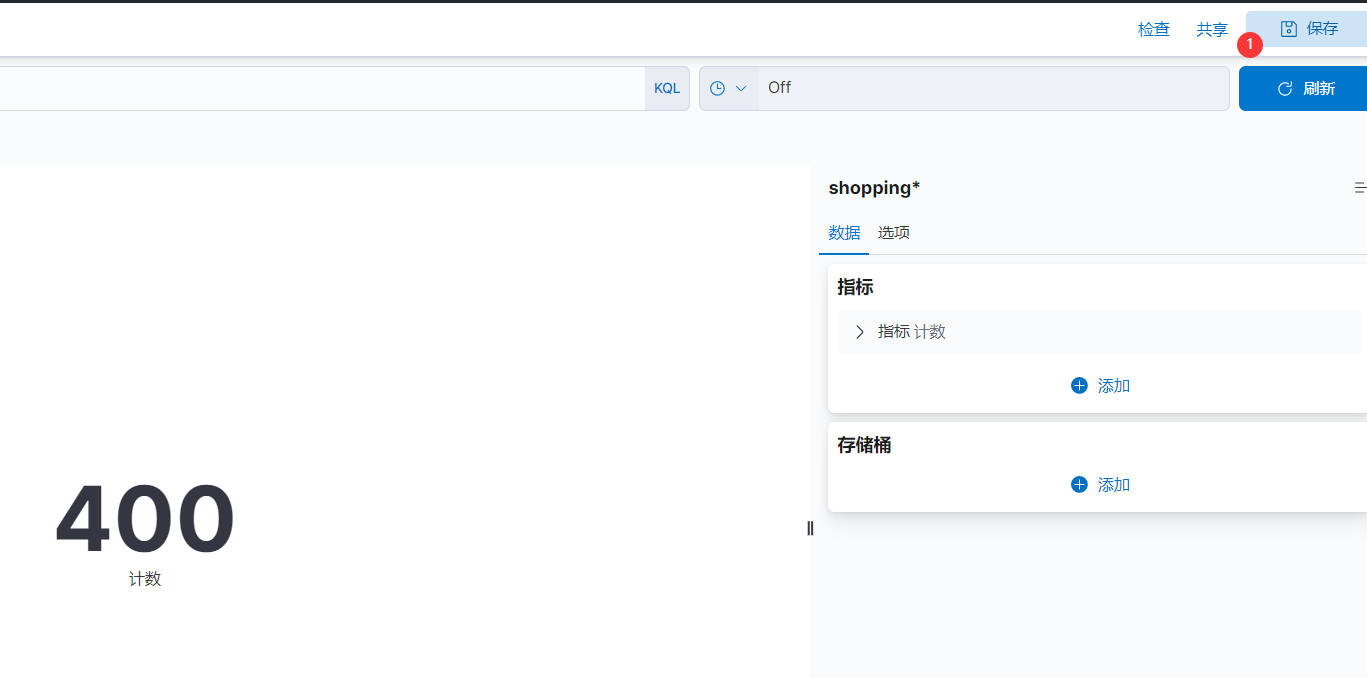 检查 共享 保存
1
KQL Off 刷新
shopping*
数据 选项
指标
指标 计数
添加
存储桶
添加
400
计数